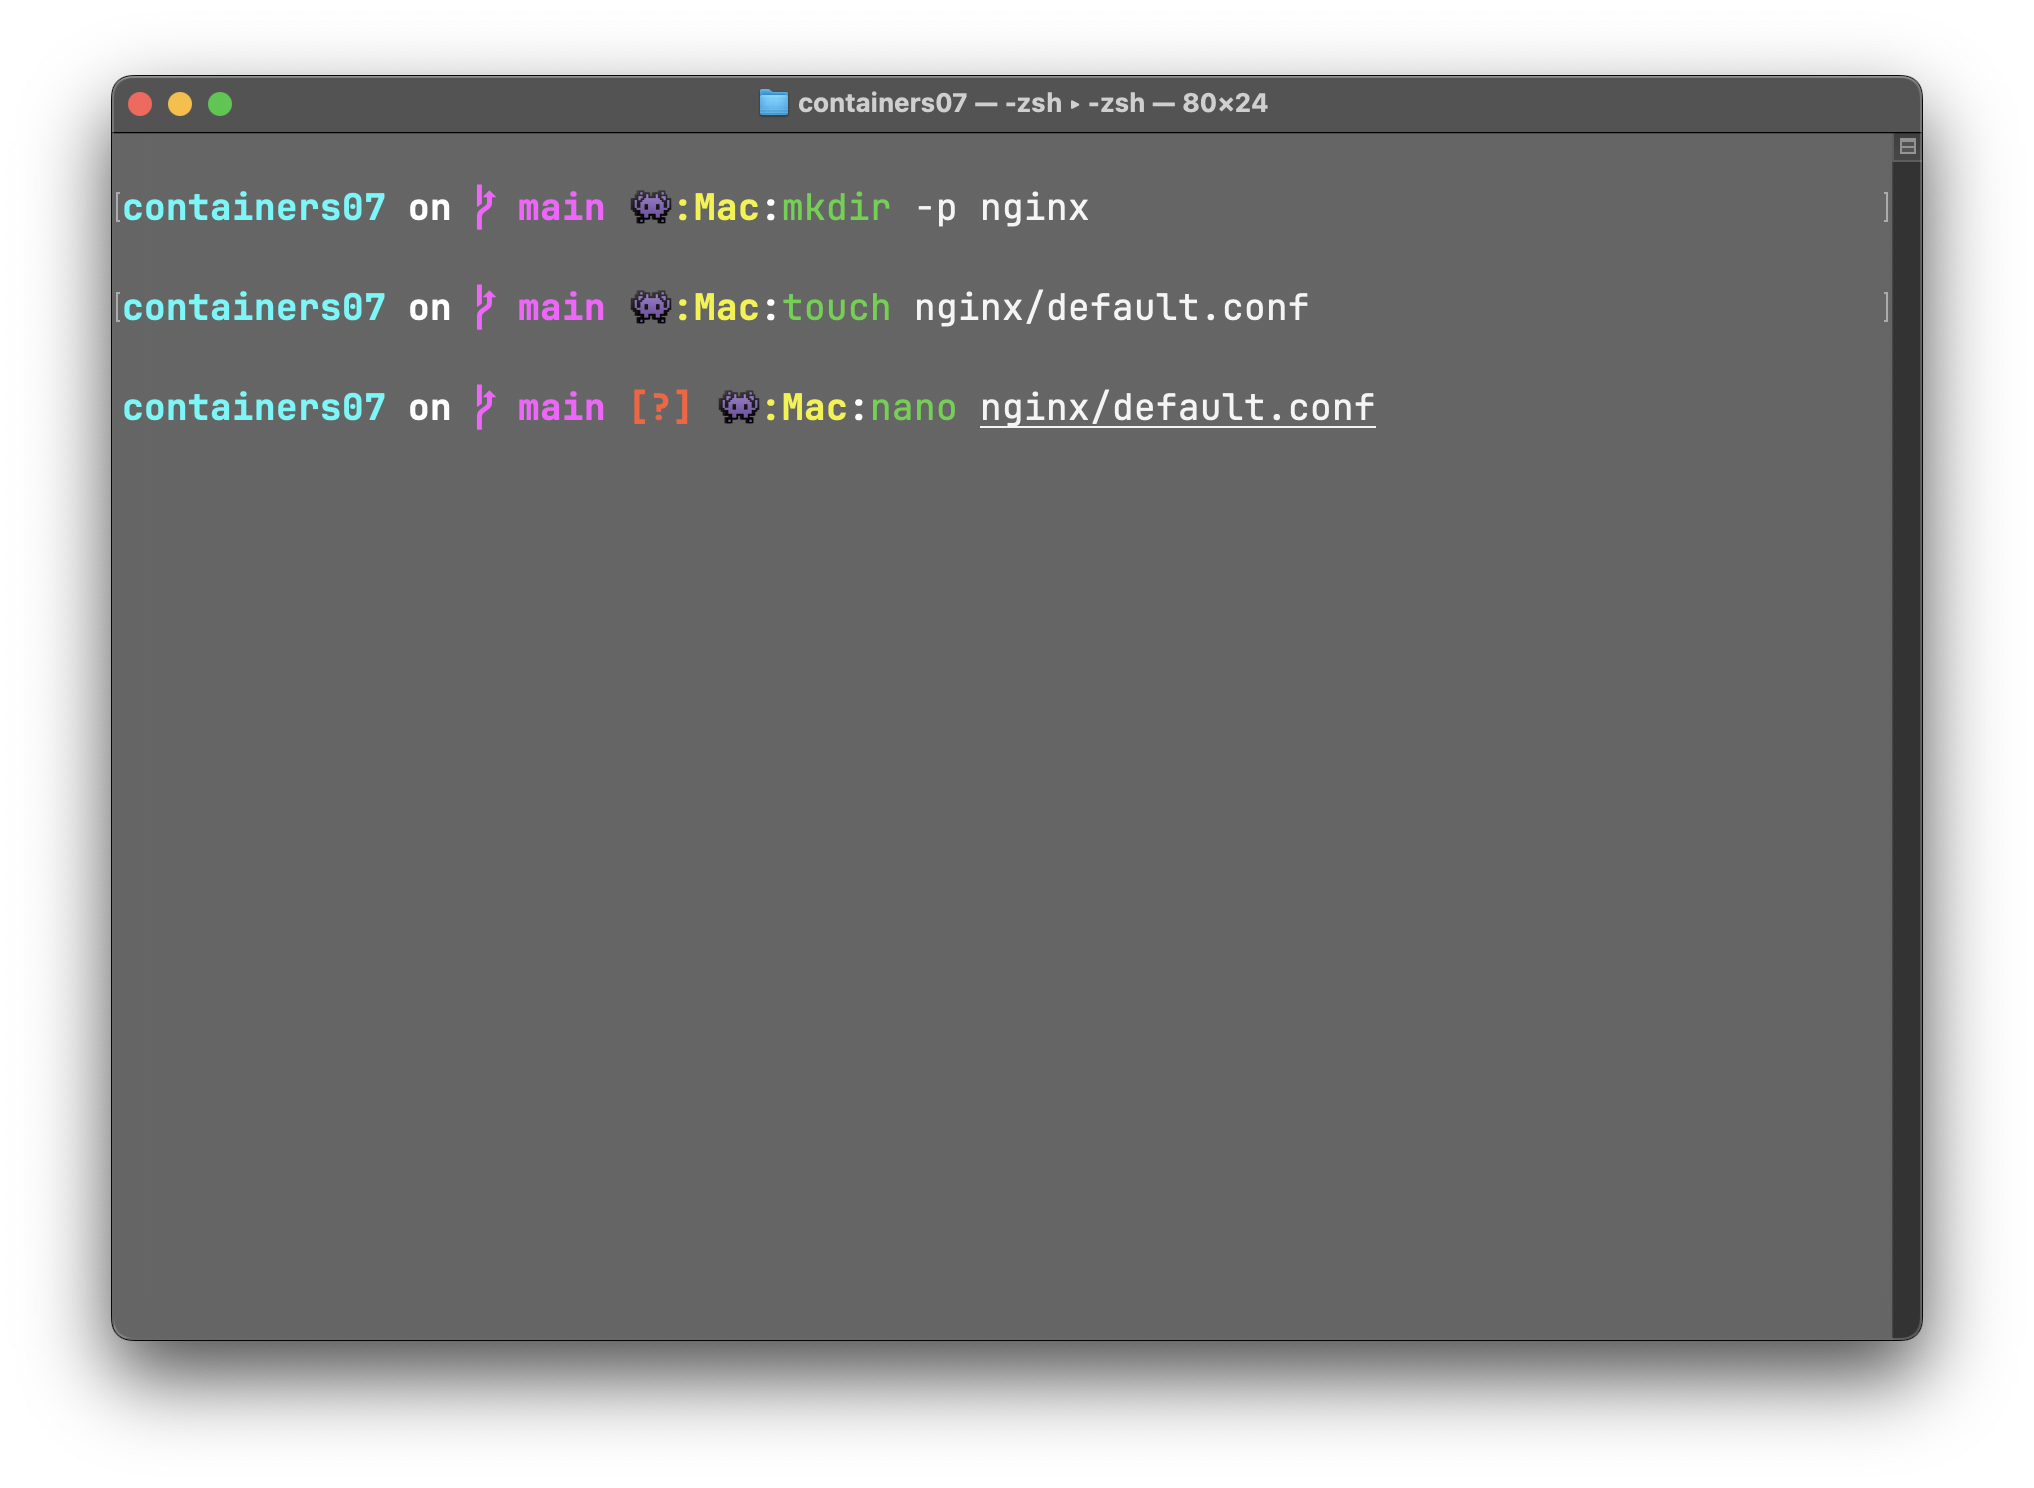 containers07 — -zsh ▸ -zsh — 80×24
containers07 on main 👾:Mac:mkdir -p nginx
containers07 on main 👾:Mac:touch nginx/default.conf
containers07 on main [?] 👾:Mac:nano nginx/default.conf